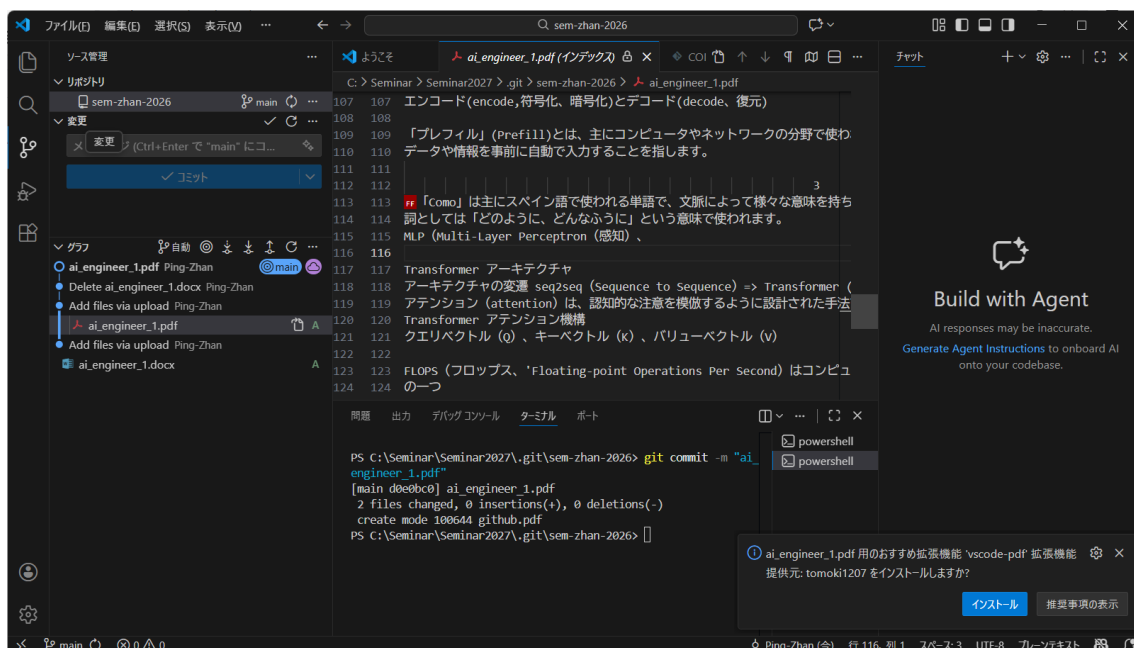 ファイル(F) 編集(E) 選択(S) 表示(V) ··· sem-zhan-2026
ソース管理 ···
リポジトリ
sem-zhan-2026 main ···
変更 ···
変更
(Ctrl+Enter で "main" にコ...
コミット
グラフ 自動 ···
ai_engineer_1.pdf Ping-Zhan main
Delete ai_engineer_1.docx Ping-Zhan
Add files via upload Ping-Zhan
ai_engineer_1.pdf A
Add files via upload Ping-Zhan
ai_engineer_1.docx A
ようこそ ai_engineer_1.pdf (インデックス) COI ···
C: > Seminar > Seminar2027 > .git > sem-zhan-2026 > ai_engineer_1.pdf
107 107 エンコード(encode,符号化、暗号化)とデコード(decode、復元)
108 108
109 109 「プレフィル」(Prefill)とは、主にコンピュータやネットワークの分野で使わ
110 110 データや情報を事前に自動で入力することを指します。
111 111
112 112 3
113 113 FF 「Como」は主にスペイン語で使われる単語で、文脈によって様々な意味を持ち
114 114 詞としては「どのように、どんなふうに」という意味で使われます。
115 115 MLP（Multi-Layer Perceptron（感知）、
116 116
117 117 Transformer アーキテクチャ
118 118 アーキテクチャの変遷 seq2seq（Sequence to Sequence）=> Transformer（
119 119 アテンション（attention）は、認知的な注意を模倣するように設計された手法
120 120 Transformer アテンション機構
121 121 クエリベクトル（Q）、キーベクトル（K）、バリューベクトル（V）
122 122
123 123 FLOPS（フロップス、'Floating-point Operations Per Second）はコンピュ
124 124 の一つ
問題 出力 デバッグ コンソール ターミナル ポート ···
PS C:\Seminar\Seminar2027\.git\sem-zhan-2026> git commit -m "ai_
engineer_1.pdf"
[main d0e0bc0] ai_engineer_1.pdf
2 files changed, 0 insertions(+), 0 deletions(-)
create mode 100644 github.pdf
PS C:\Seminar\Seminar2027\.git\sem-zhan-2026>
powershell
powershell
チャット ···
Build with Agent
AI responses may be inaccurate.
Generate Agent Instructions to onboard AI
onto your codebase.
ai_engineer_1.pdf 用のおすすめ拡張機能 'vscode-pdf' 拡張機能
提供元: tomoki1207 をインストールしますか?
インストール 推奨事項の表示
main 0 0 Ping-Zhan (今) 行 116、列 1 スペース: 3 UTF-8 プレーンテキスト